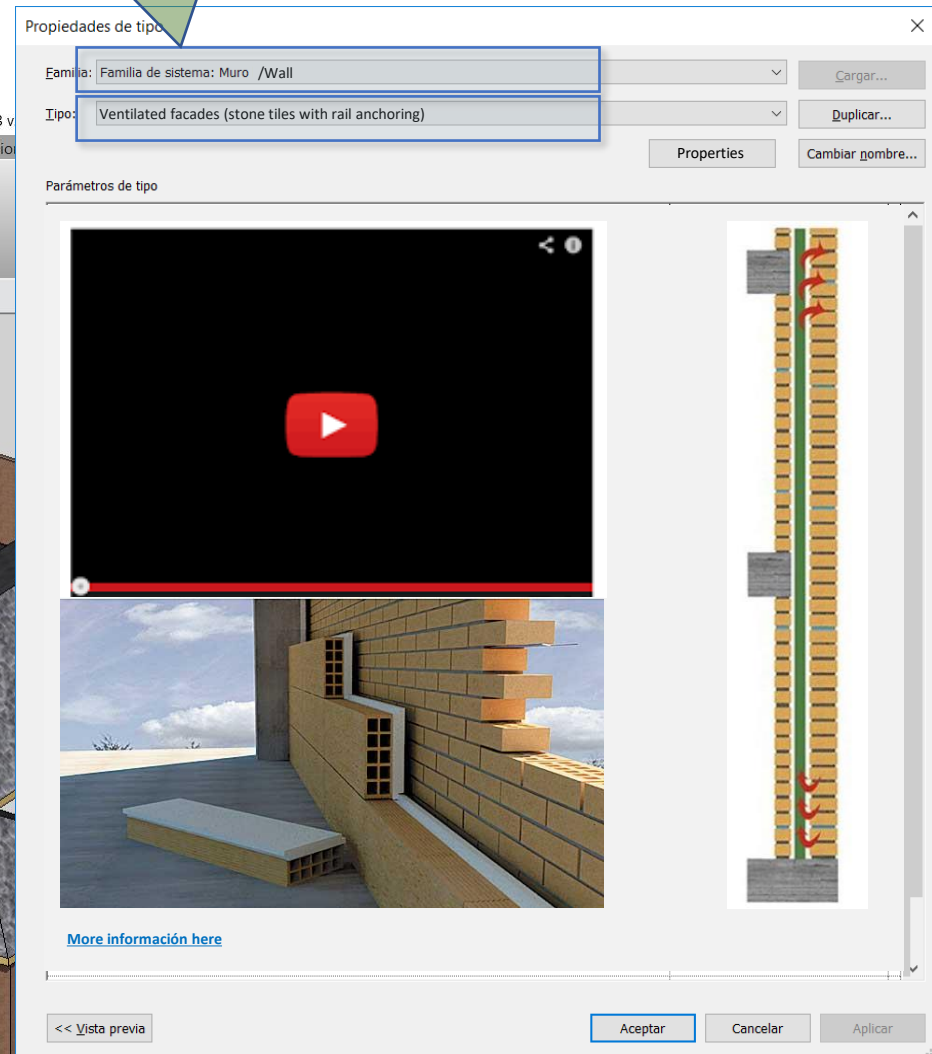 Propiedades de tipo
Familia: Familia de sistema: Muro /Wall
Cargar...
Tipo: Ventilated facades (stone tiles with rail anchoring)
Duplicar...
Properties
Cambiar nombre...
Parámetros de tipo
More información here
<< Vista previa
Aceptar
Cancelar
Aplicar